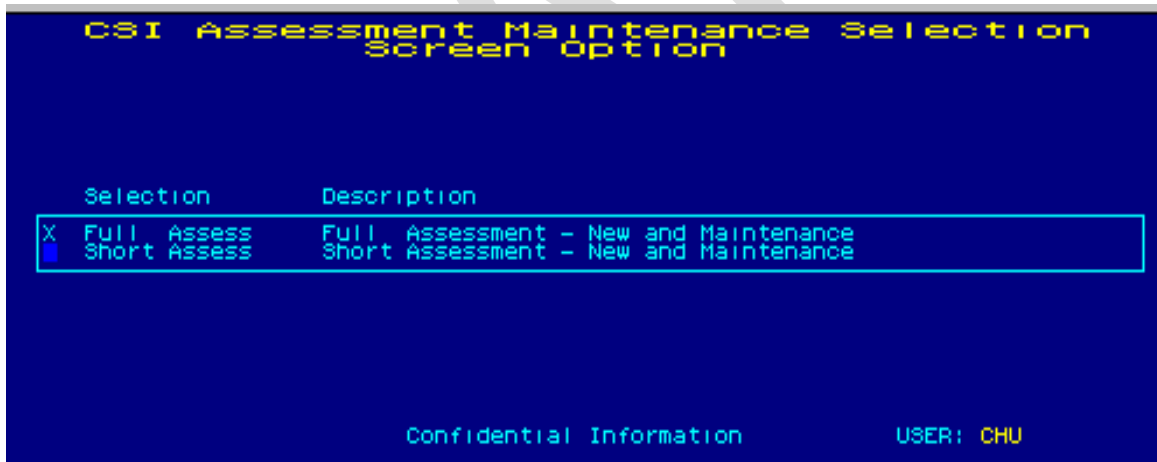 CSI Assessment Maintenance Selection
Screen Option
Selection Description
X Full Assess Full Assessment – New and Maintenance
Short Assess Short Assessment – New and Maintenance
Confidential Information USER: CHU